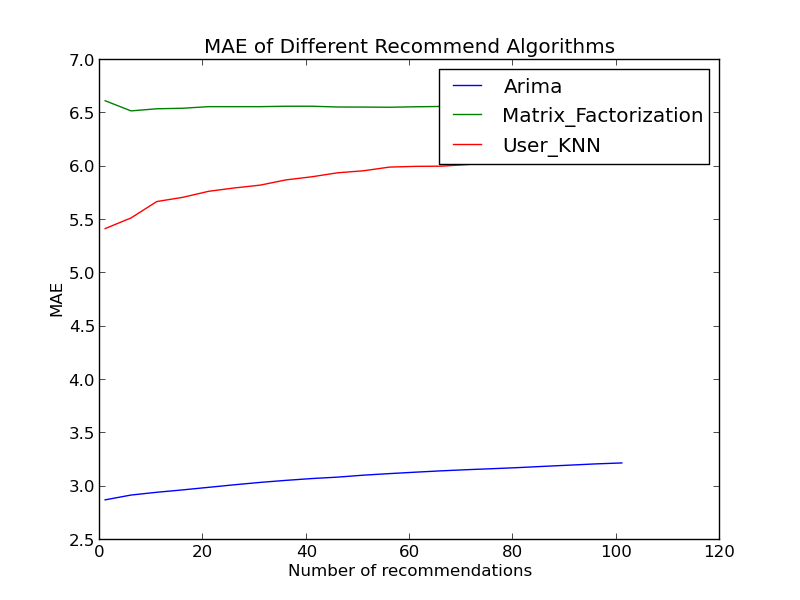 MAE of Different Recommend Algorithms
7.0
6.5
6.0
5.5
5.0
4.5
4.0
3.5
3.0
2.5
MAE
Arima
Matrix_Factorization
User_KNN
0 20 40 60 80 100 120
Number of recommendations